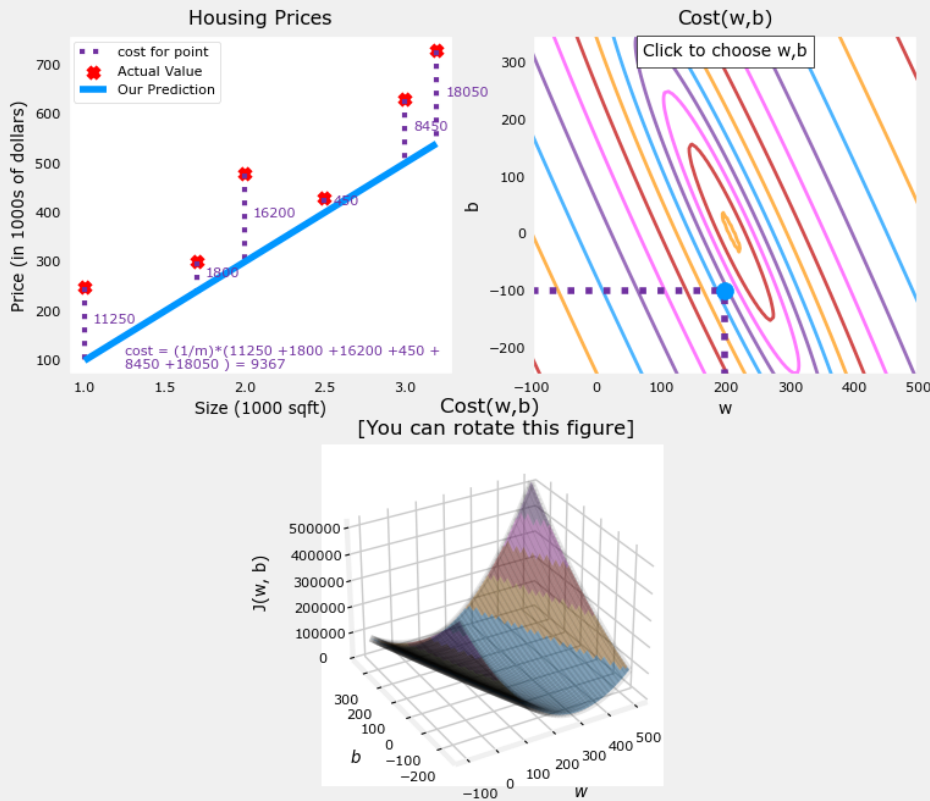 Housing Prices
cost for point
Actual Value
Our Prediction
700
600
500
400
300
200
100
Price (in 1000s of dollars)
11250
1800
16200
450
8450
18050
cost = (1/m)*(11250 +1800 +16200 +450 +
8450 +18050 ) = 9367
1.0 1.5 2.0 2.5 3.0
Size (1000 sqft)
Cost(w,b)
Click to choose w,b
300
200
100
0
−100
−200
b
−100 0 100 200 300 400 500
w
Cost(w,b)
[You can rotate this figure]
500000
400000
300000
200000
100000
0
J(w, b)
300
200
100
0
−100
−200
b
−100 0 100 200 300 400 500
w